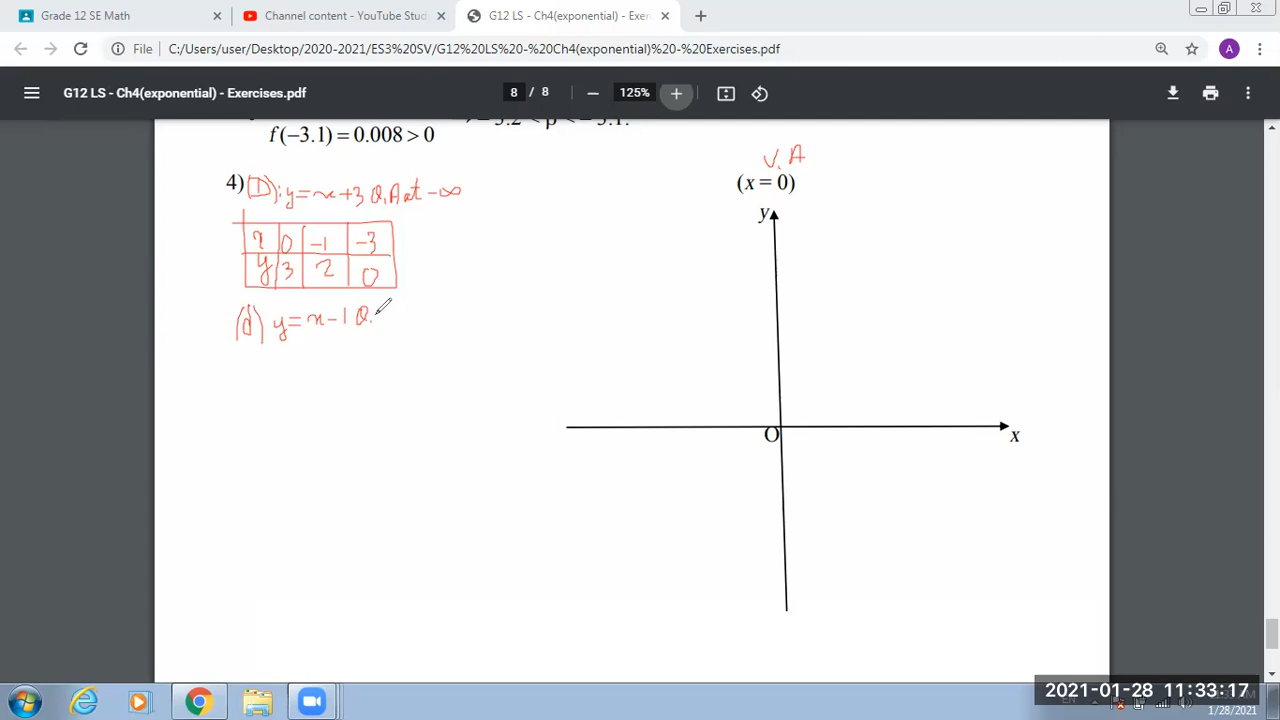 Grade 12 SE Math
Channel content - YouTube Stud
G12 LS - Ch4(exponential) - Exer
File
C:/Users/user/Desktop/2020-2021/ES3%20SV/G12%20LS%20-%20Ch4(exponential)%20-%20Exercises.pdf
A
G12 LS - Ch4(exponential) - Exercises.pdf
8 / 8
125%
f(−3.1) = 0.008 > 0
V.A
(x = 0)
4) (D): y = x + 3 O.A at −∞
x 0 −1 −3
y 3 2 0
(d) y = x − 1 O.
y
O
x
2021-01-28 11:33:17
EN
1/28/2021